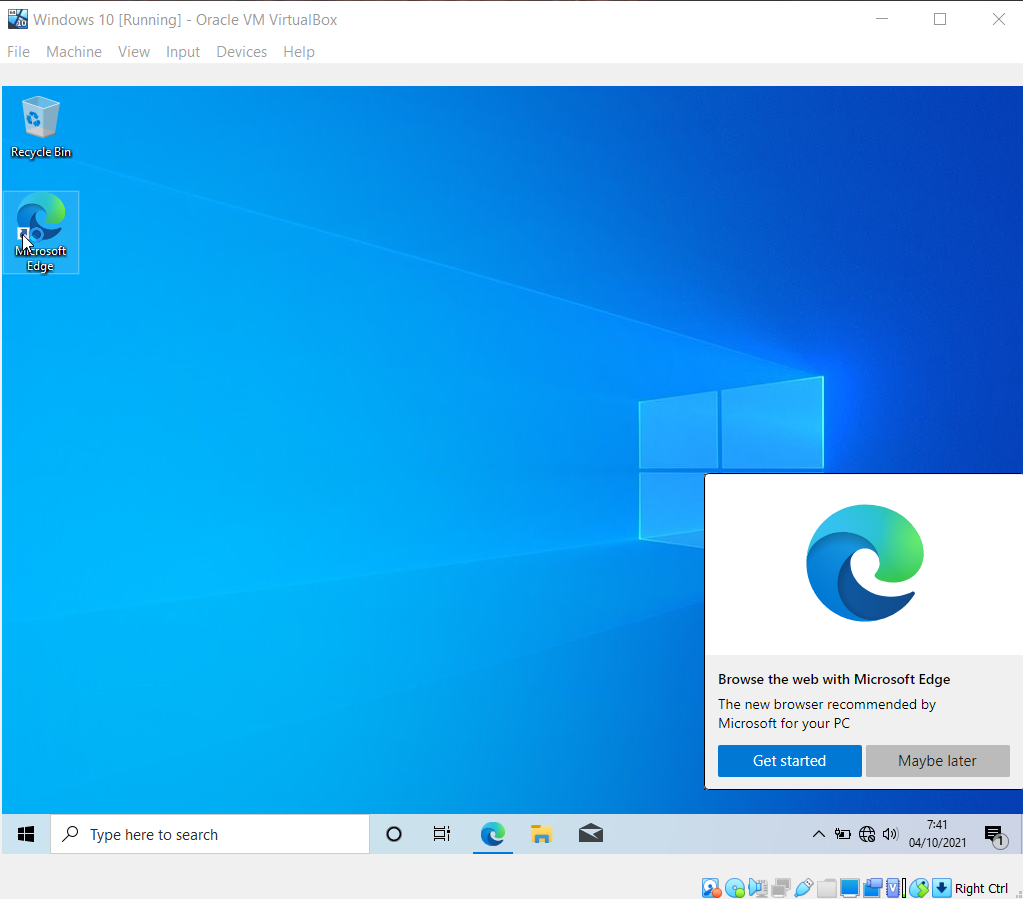 Windows 10 [Running] - Oracle VM VirtualBox
File Machine View Input Devices Help
Recycle Bin
Microsoft
Edge
Browse the web with Microsoft Edge
The new browser recommended by
Microsoft for your PC
Get started Maybe later
Type here to search
7:41
04/10/2021
1
Right Ctrl